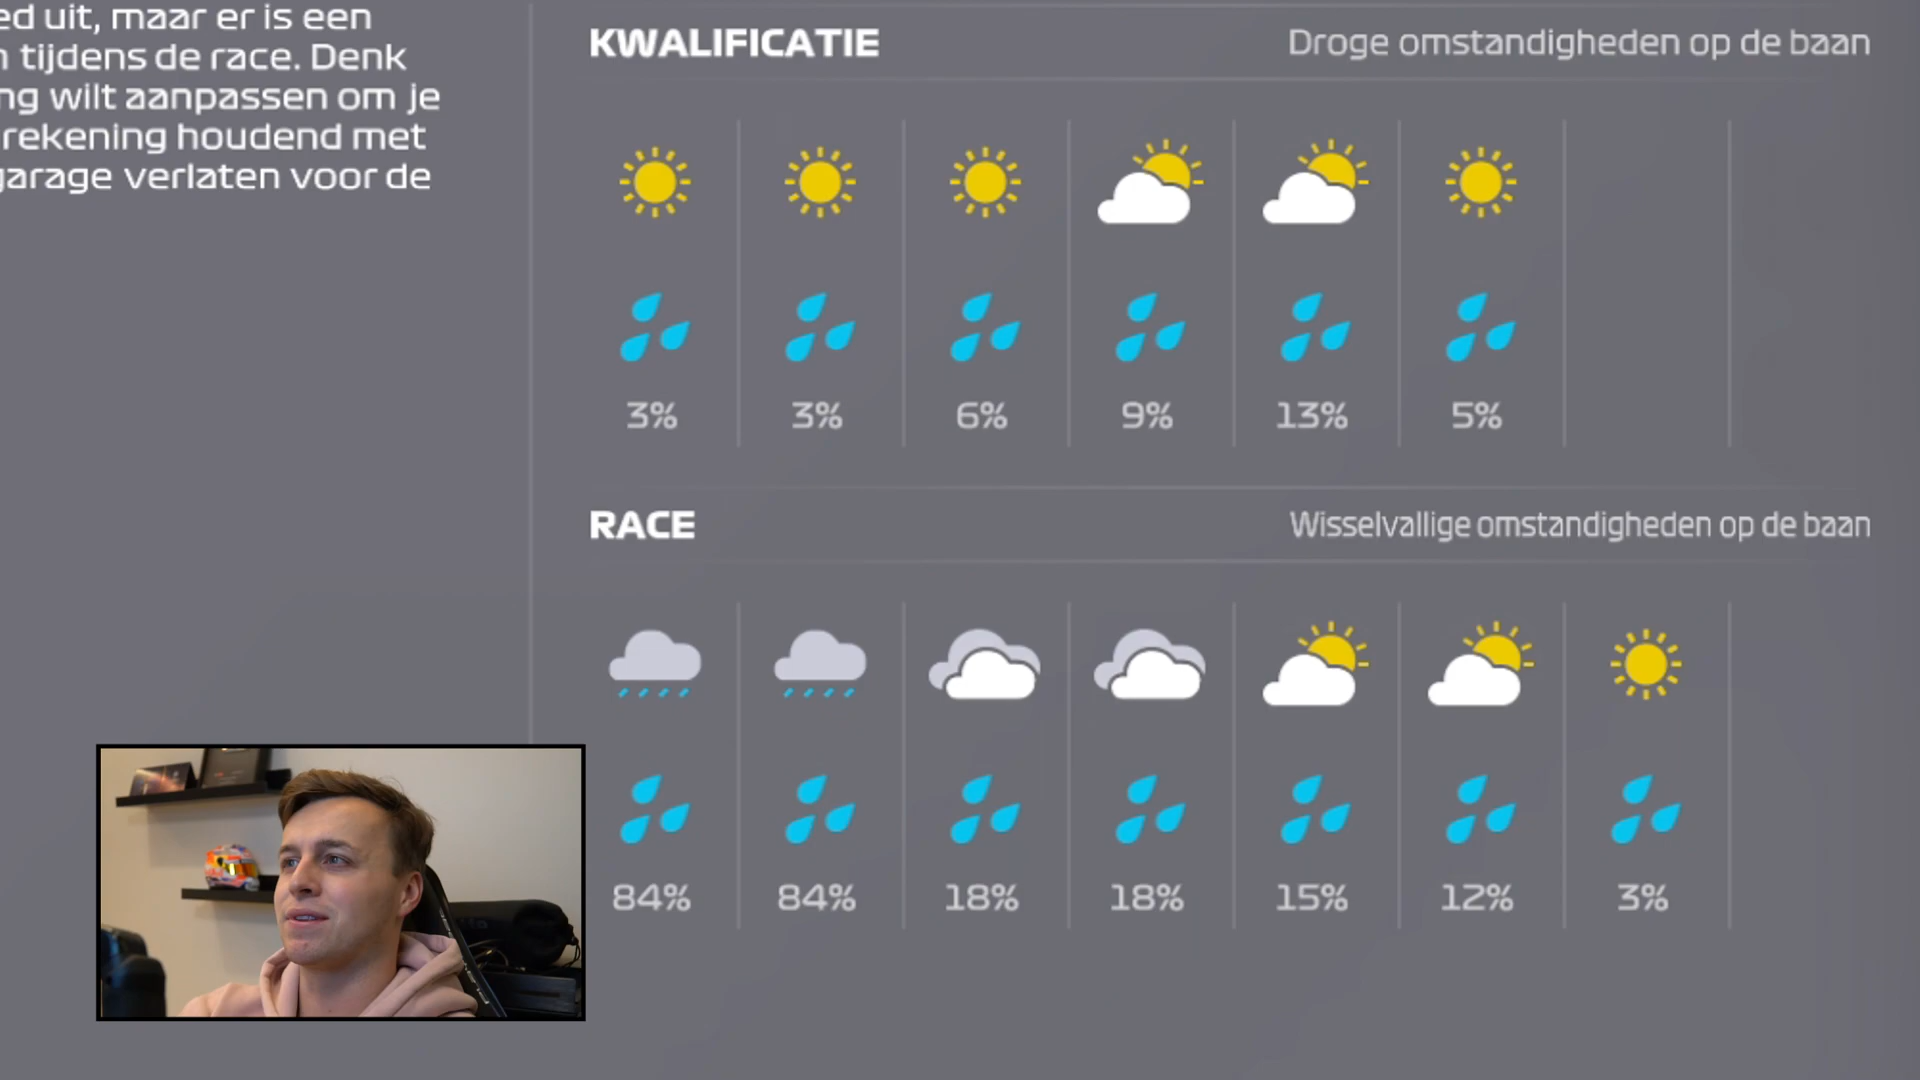 ed uit, maar er is een
tijdens de race. Denk
ng wilt aanpassen om je
rekening houdend met
garage verlaten voor de
KWALIFICATIE
Droge omstandigheden op de baan
3% 3% 6% 9% 13% 5%
RACE
Wisselvallige omstandigheden op de baan
84% 84% 18% 18% 15% 12% 3%